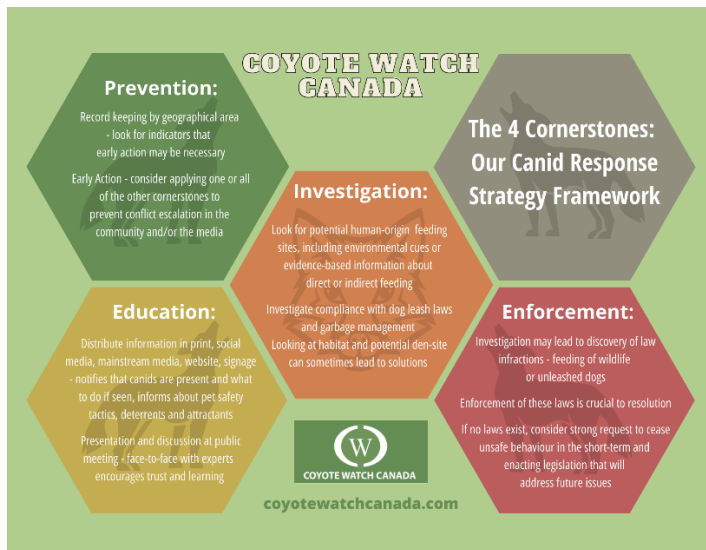 COYOTE WATCH
CANADA
Prevention:
Record keeping by geographical area
- look for indicators that
early action may be necessary
Early Action - consider applying one or all
of the other cornerstones to
prevent conflict escalation in the
community and/or the media
The 4 Cornerstones:
Our Canid Response
Strategy Framework
Investigation:
Look for potential human-origin feeding
sites, including environmental cues or
evidence-based information about
direct or indirect feeding
Investigate compliance with dog leash laws
and garbage management
Looking at habitat and potential den-site
can sometimes lead to solutions
Education:
Distribute information in print, social
media, mainstream media, website, signage
- notifies that canids are present and what
to do if seen, informs about pet safety
tactics, deterrents and attractants
Presentation and discussion at public
meeting - face-to-face with experts
encourages trust and learning
Enforcement:
Investigation may lead to discovery of law
infractions - feeding of wildlife
or unleashed dogs
Enforcement of these laws is crucial to resolution
If no laws exist, consider strong request to cease
unsafe behaviour in the short-term and
enacting legislation that will
address future issues
W
COYOTE WATCH CANADA
coyotewatchcanada.com